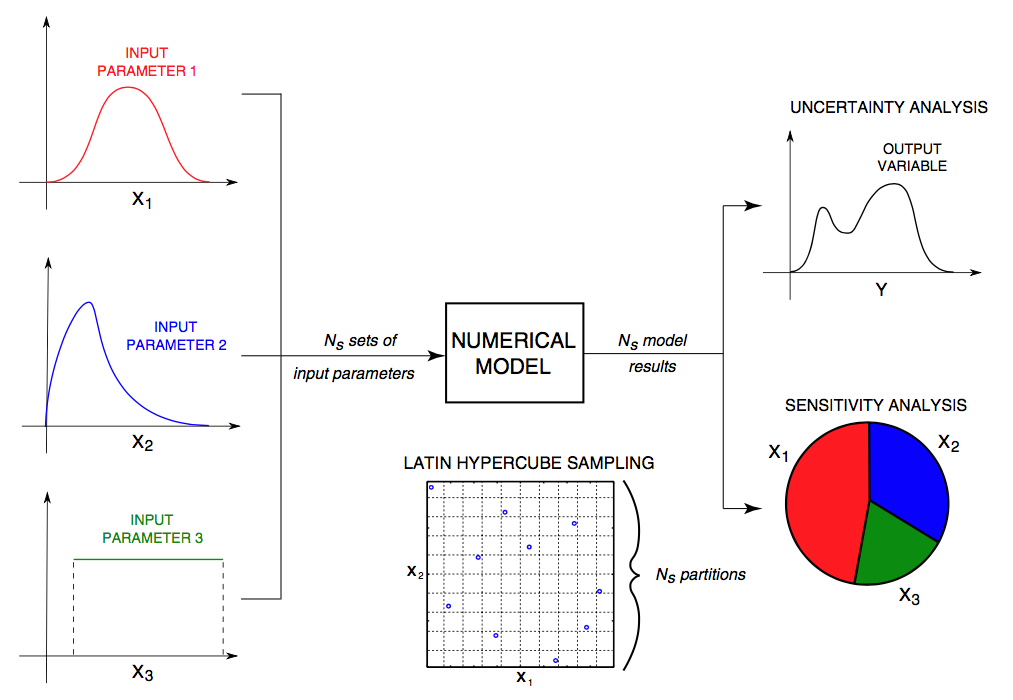 INPUT
PARAMETER 1
X1
INPUT
PARAMETER 2
X2
INPUT
PARAMETER 3
X3
NS sets of
input parameters
NUMERICAL
MODEL
NS model
results
LATIN HYPERCUBE SAMPLING
X2
X1
NS partitions
UNCERTAINTY ANALYSIS
OUTPUT
VARIABLE
Y
SENSITIVITY ANALYSIS
X1
X2
X3